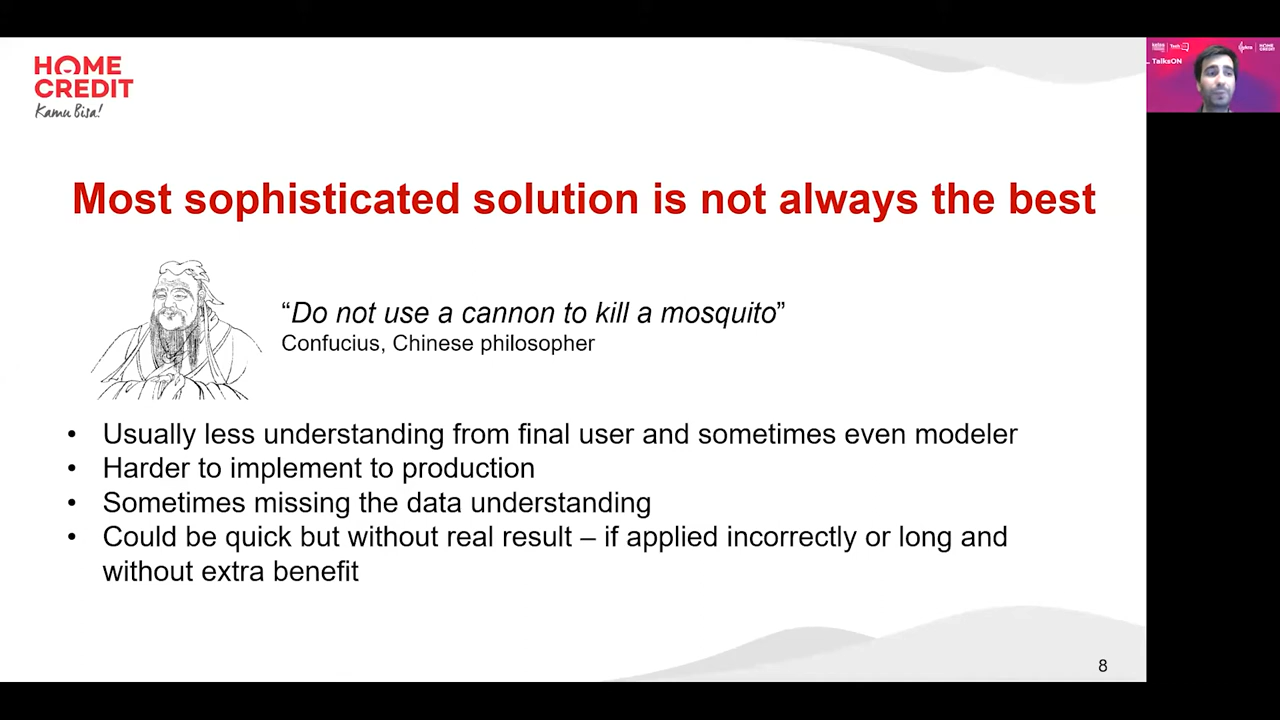 HOME
CREDIT
Kamu Bisa!
TalksON
HOME
CREDIT
Most sophisticated solution is not always the best
“Do not use a cannon to kill a mosquito”
Confucius, Chinese philosopher
• Usually less understanding from final user and sometimes even modeler
• Harder to implement to production
• Sometimes missing the data understanding
• Could be quick but without real result – if applied incorrectly or long and
without extra benefit
8